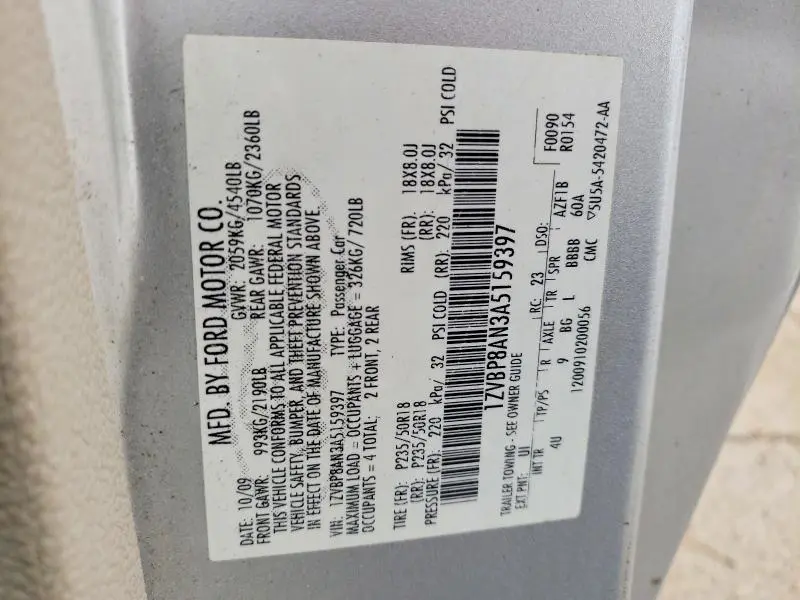 MFD. BY FORD MOTOR CO.
DATE: 10/09 GVWR: 2059KG/4540LB
FRONT GAWR: 993KG/2190LB REAR GAWR: 1070KG/2360LB
THIS VEHICLE CONFORMS TO ALL APPLICABLE FEDERAL MOTOR
VEHICLE SAFETY, BUMPER, AND THEFT PREVENTION STANDARDS
IN EFFECT ON THE DATE OF MANUFACTURE SHOWN ABOVE.
VIN: 1ZVBP8AN3A5159397 TYPE: Passenger Car
MAXIMUM LOAD = OCCUPANTS + LUGGAGE = 326KG/720LB
OCCUPANTS = 4 TOTAL: 2 FRONT, 2 REAR
TIRE (FR): P235/50R18 RIMS (FR): 18X8.0J
(RR): P235/50R18 (RR): 18X8.0J
PRESSURE (FR): 220 kPa/ 32 PSI COLD (RR): 220 kPa/ 32 PSI COLD
1ZVBP8AN3A5159397
TRAILER TOWING - SEE OWNER GUIDE
EXT PNT: UI RC: 23 DSO: F0090
R0154
INT TR TP/PS R AXLE TR SPR AZF1B
4U 9 BG L BBBB 60A
1200910200056 CMC ▽5U5A-5420472-AA